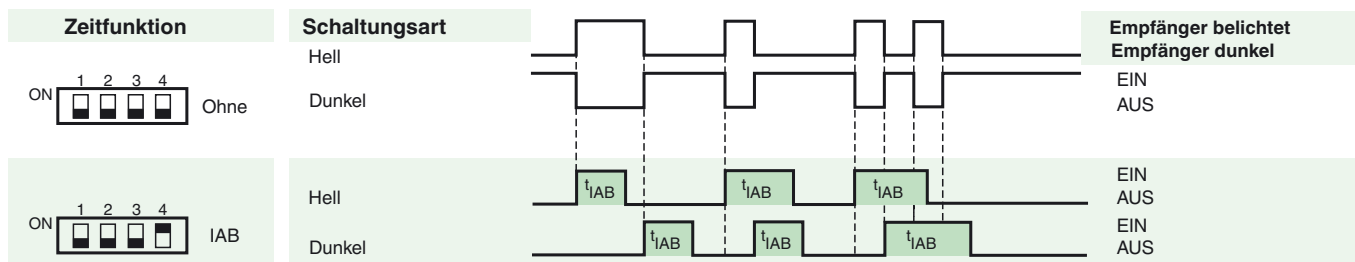 Zeitfunktion
Schaltungsart
Empfänger belichtet
Empfänger dunkel
Hell
ON 1 2 3 4 Ohne
Dunkel
EIN
AUS
ON 1 2 3 4 IAB
Hell
tIAB tIAB tIAB
EIN
AUS
Dunkel
tIAB tIAB tIAB
EIN
AUS